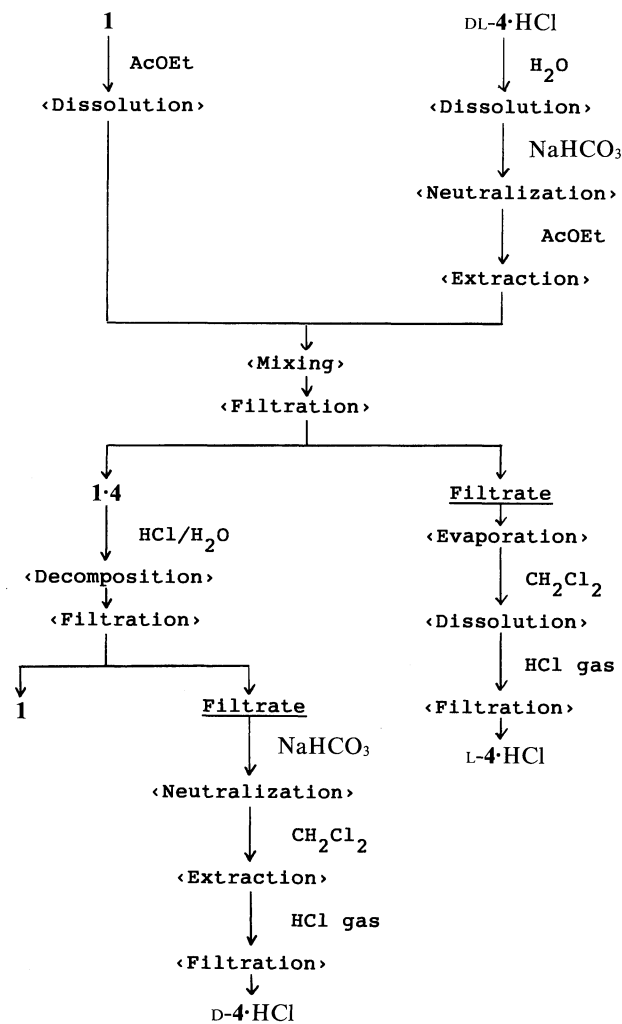 1 DL-4·HCl
AcOEt H₂O
‹Dissolution› ‹Dissolution›
NaHCO₃
‹Neutralization›
AcOEt
‹Extraction›
‹Mixing›
‹Filtration›
1·4 Filtrate
HCl/H₂O ‹Evaporation›
‹Decomposition› CH₂Cl₂
‹Filtration› ‹Dissolution›
HCl gas
1 Filtrate ‹Filtration›
NaHCO₃ L-4·HCl
‹Neutralization›
CH₂Cl₂
‹Extraction›
HCl gas
‹Filtration›
D-4·HCl